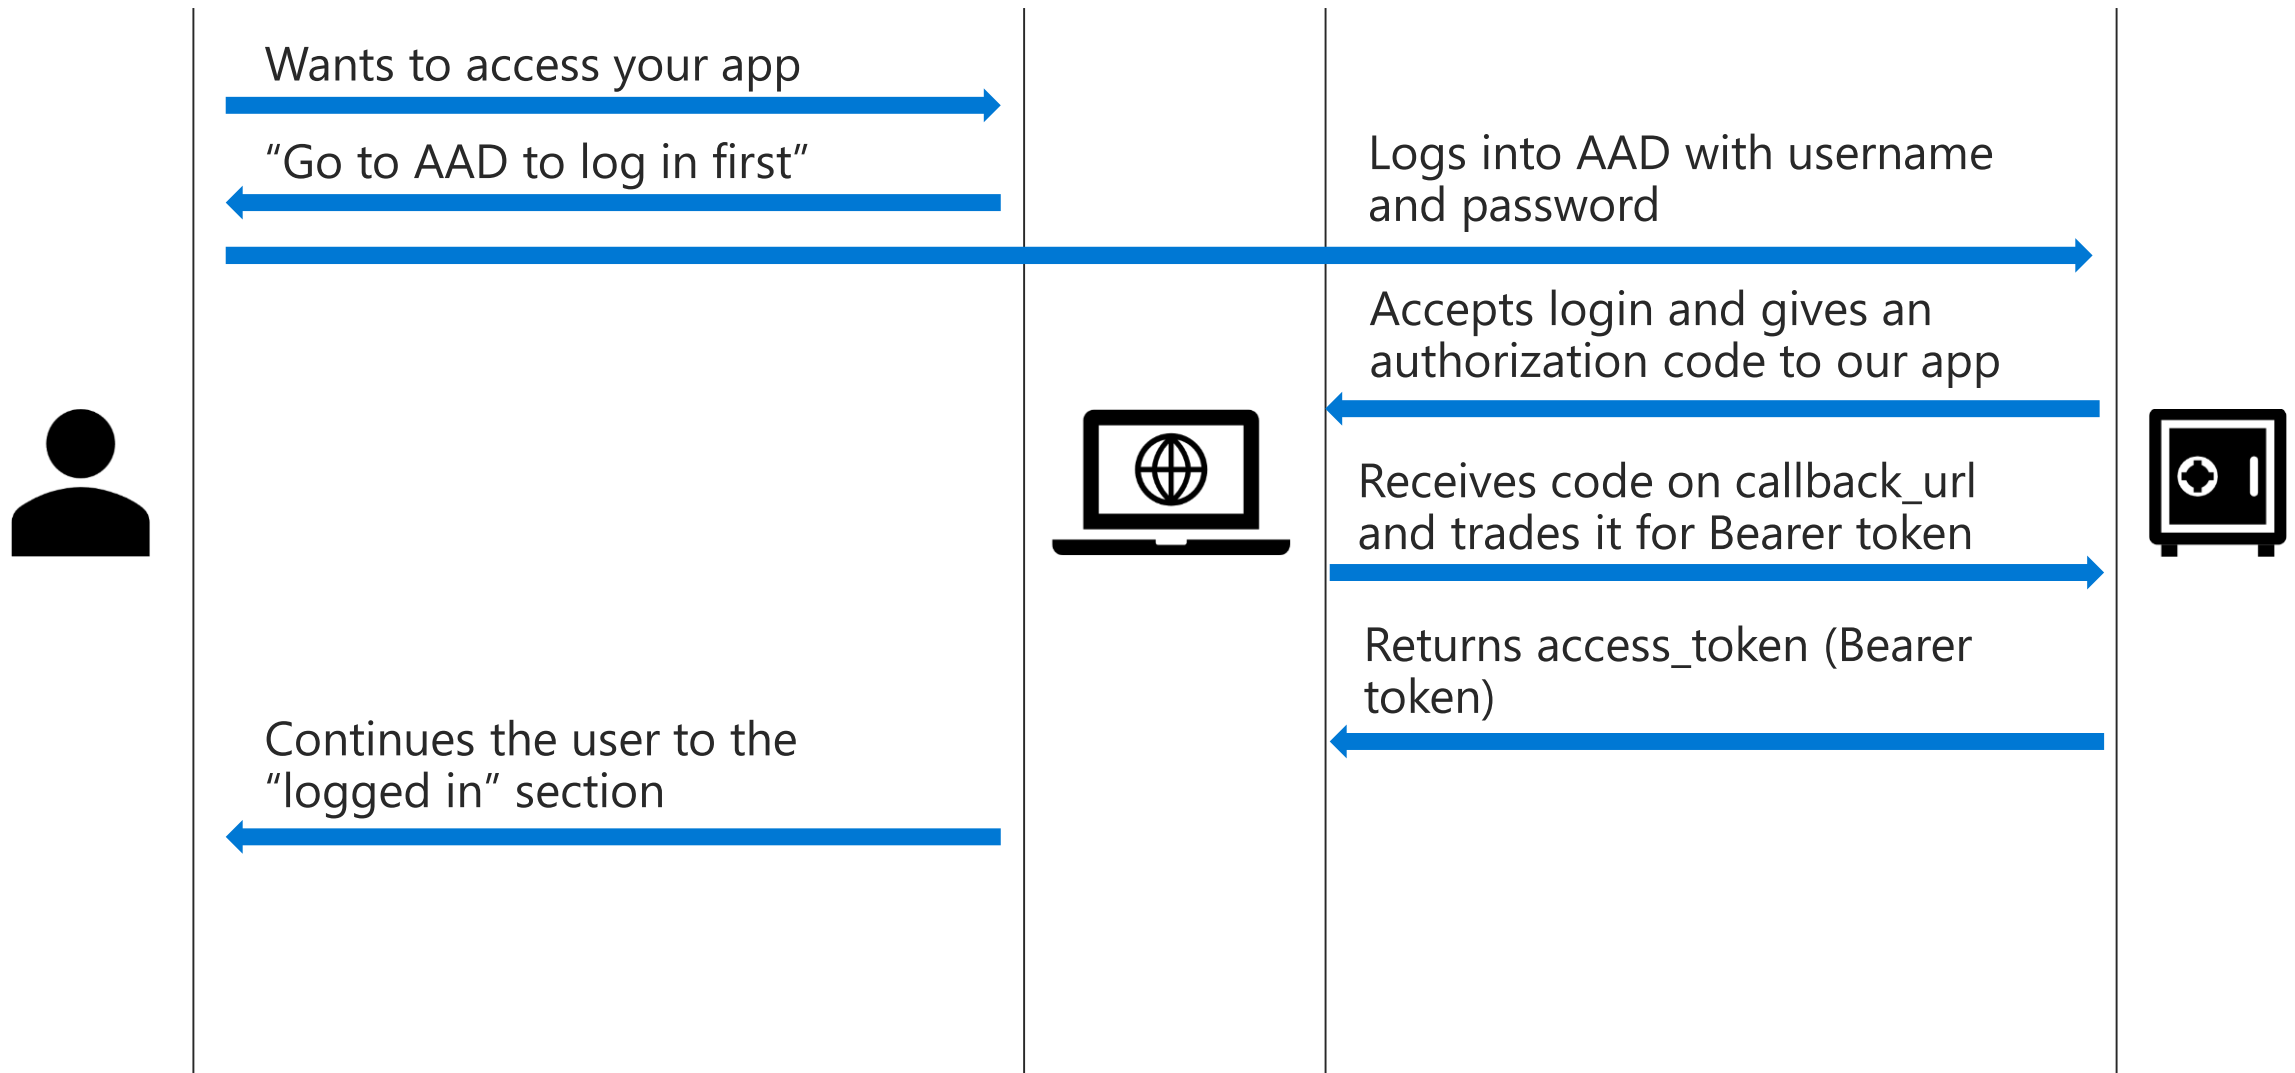 Wants to access your app
“Go to AAD to log in first”
Logs into AAD with username
and password
Accepts login and gives an
authorization code to our app
Receives code on callback_url
and trades it for Bearer token
Returns access_token (Bearer
token)
Continues the user to the
“logged in” section